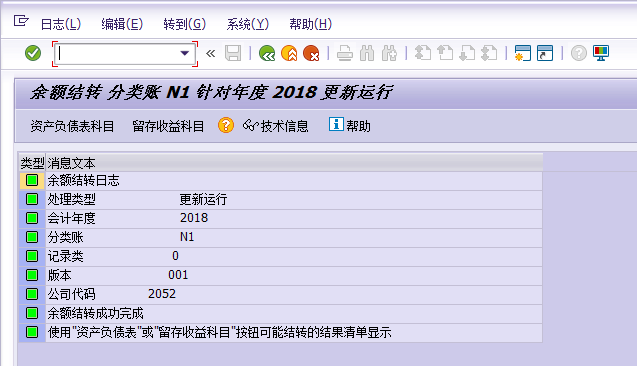 日志(L) 编辑(E) 转到(G) 系统(Y) 帮助(H)
余额结转 分类账 N1 针对年度 2018 更新运行
资产负债表科目 留存收益科目 技术信息 帮助
类型 消息文本
余额结转日志
处理类型 更新运行
会计年度 2018
分类账 N1
记录类 0
版本 001
公司代码 2052
余额结转成功完成
使用"资产负债表"或"留存收益科目"按钮可能结转的结果清单显示